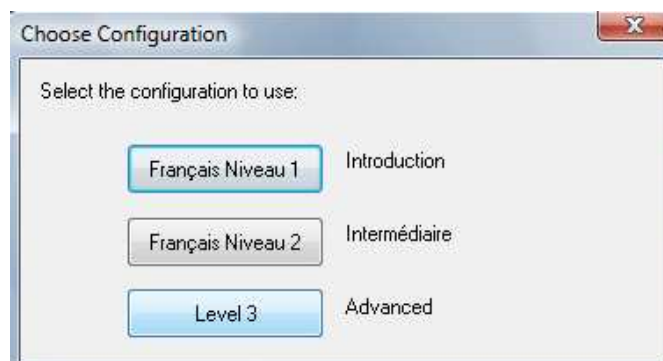 Choose Configuration
Select the configuration to use:
Français Niveau 1 Introduction
Français Niveau 2 Intermédiaire
Level 3 Advanced